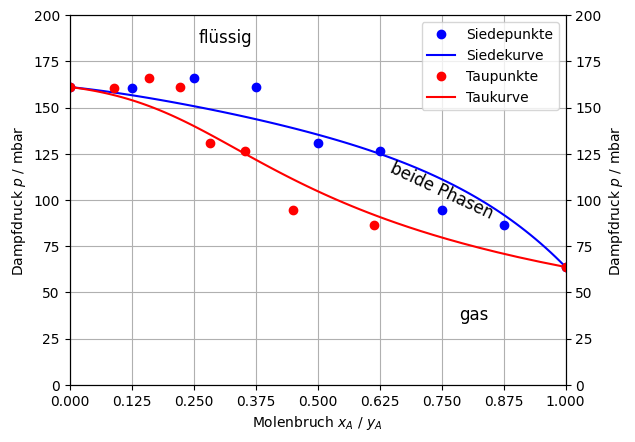 flüssig
Siedepunkte
Siedekurve
Taupunkte
Taukurve
beide Phasen
gas
Dampfdruck p / mbar
200
175
150
125
100
75
50
25
0
200
175
150
125
100
75
50
25
0
Dampfdruck p / mbar
0.000 0.125 0.250 0.375 0.500 0.625 0.750 0.875 1.000
Molenbruch x_A / y_A